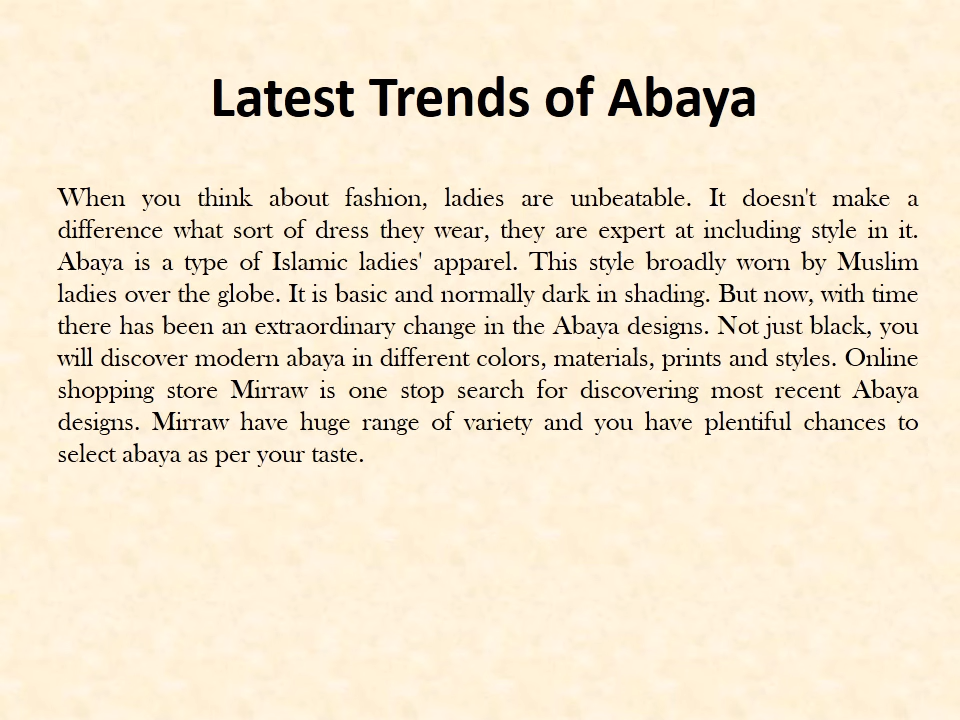 Latest Trends of Abaya
When you think about fashion, ladies are unbeatable. It doesn't make a
difference what sort of dress they wear, they are expert at including style in it.
Abaya is a type of Islamic ladies' apparel. This style broadly worn by Muslim
ladies over the globe. It is basic and normally dark in shading. But now, with time
there has been an extraordinary change in the Abaya designs. Not just black, you
will discover modern abaya in different colors, materials, prints and styles. Online
shopping store Mirraw is one stop search for discovering most recent Abaya
designs. Mirraw have huge range of variety and you have plentiful chances to
select abaya as per your taste.